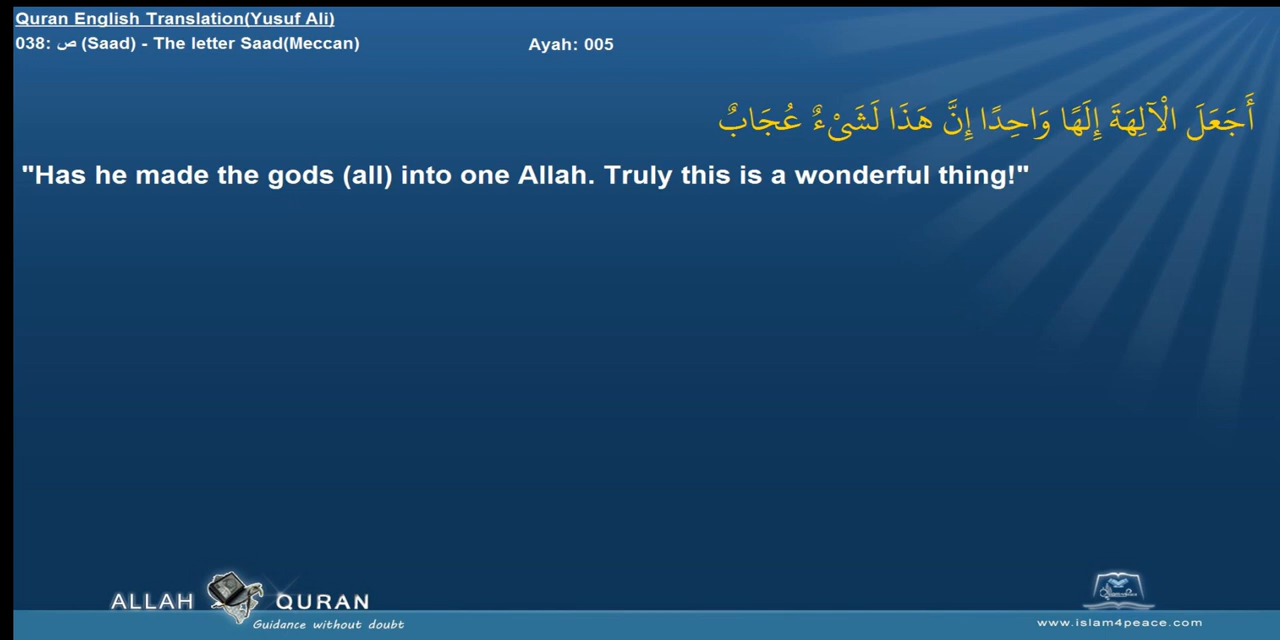 Quran English Translation(Yusuf Ali)
038: ص (Saad) - The letter Saad(Meccan)
Ayah: 005
أَجَعَلَ الْآلِهَةَ إِلَهًا وَاحِدًا إِنَّ هَذَا لَشَىْءٌ عُجَابٌ
"Has he made the gods (all) into one Allah. Truly this is a wonderful thing!"
ALLAH QURAN
Guidance without doubt
www.islam4peace.com